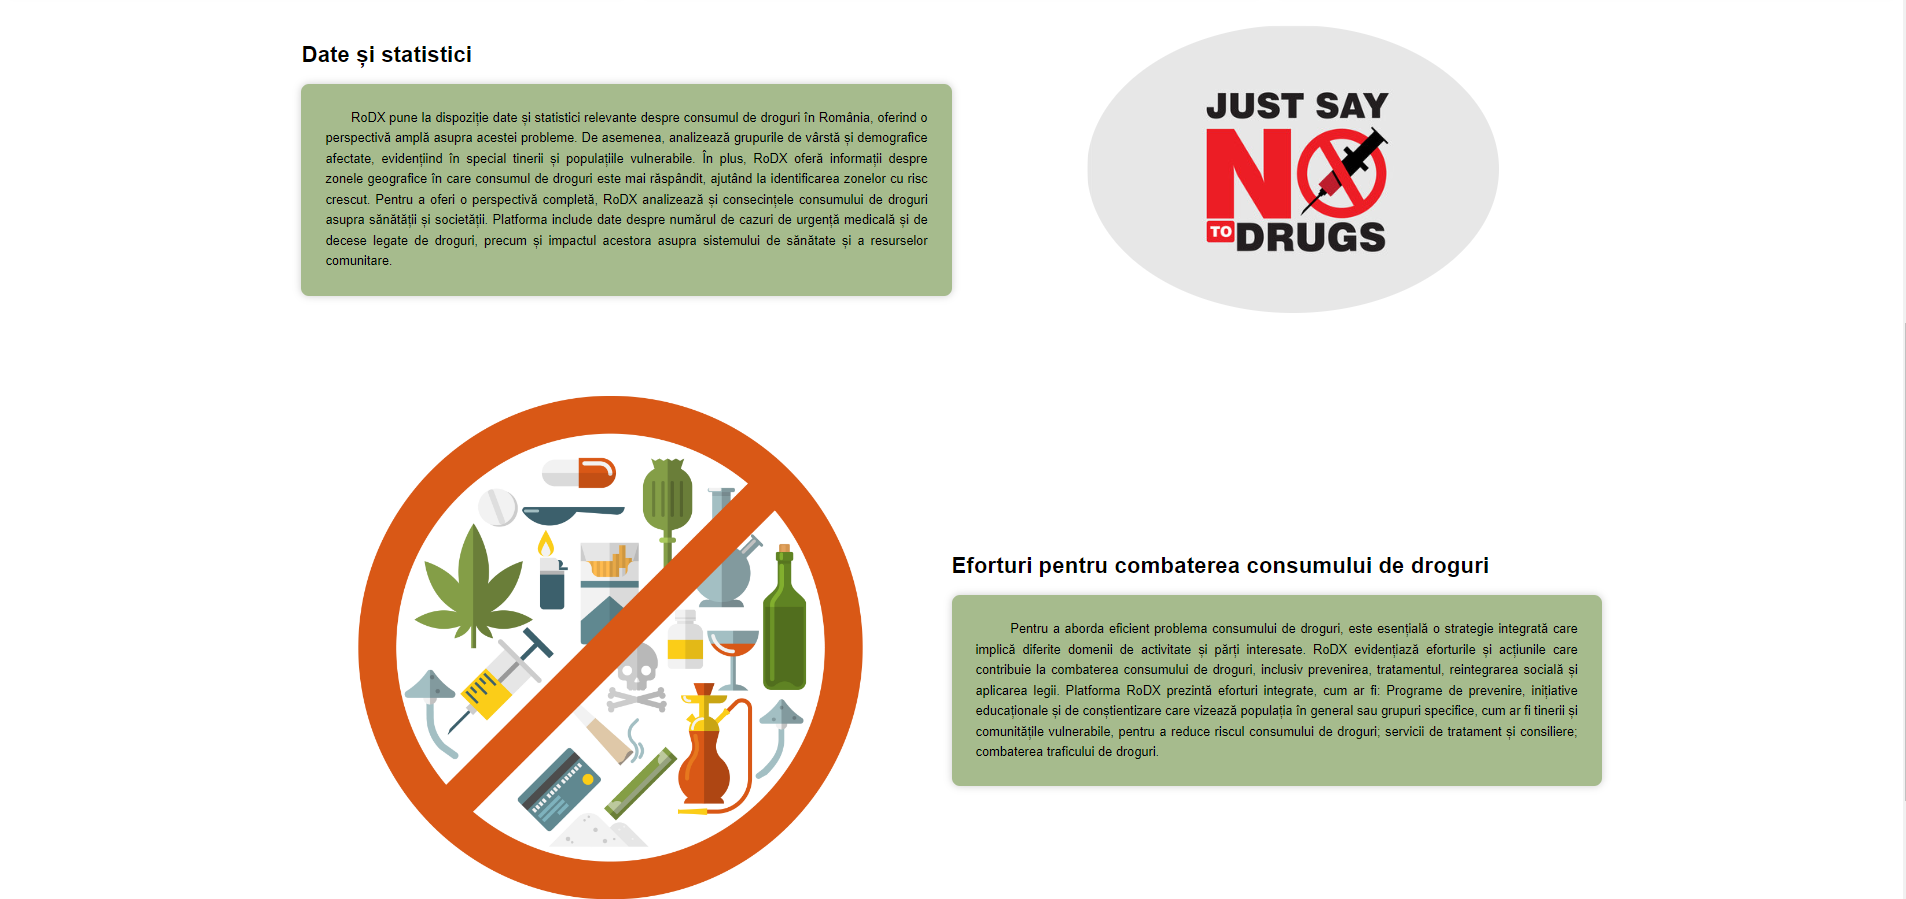 Date și statistici
RoDX pune la dispoziție date și statistici relevante despre consumul de droguri în România, oferind o
perspectivă amplă asupra acestei probleme. De asemenea, analizează grupurile de vârstă și demografice
afectate, evidențiind în special tinerii și populațiile vulnerabile. În plus, RoDX oferă informații despre
zonele geografice în care consumul de droguri este mai răspândit, ajutând la identificarea zonelor cu risc
crescut. Pentru a oferi o perspectivă completă, RoDX analizează și consecințele consumului de droguri
asupra sănătății și societății. Platforma include date despre numărul de cazuri de urgență medicală și de
decese legate de droguri, precum și impactul acestora asupra sistemului de sănătate și a resurselor
comunitare.
JUST SAY
NO
TO DRUGS
Eforturi pentru combaterea consumului de droguri
Pentru a aborda eficient problema consumului de droguri, este esențială o strategie integrată care
implică diferite domenii de activitate și părți interesate. RoDX evidențiază eforturile și acțiunile care
contribuie la combaterea consumului de droguri, inclusiv prevenirea, tratamentul, reintegrarea socială și
aplicarea legii. Platforma RoDX prezintă eforturi integrate, cum ar fi: Programe de prevenire, inițiative
educaționale și de conștientizare care vizează populația în general sau grupuri specifice, cum ar fi tinerii și
comunitățile vulnerabile, pentru a reduce riscul consumului de droguri; servicii de tratament și consiliere;
combaterea traficului de droguri.